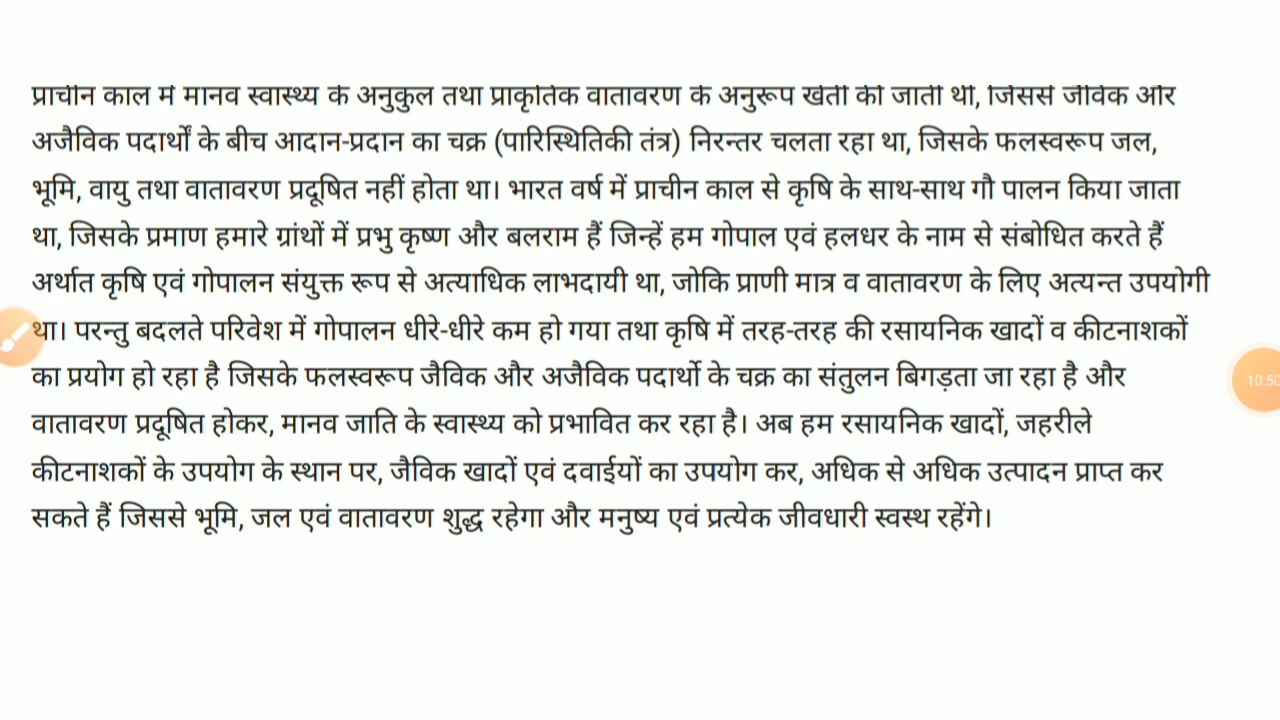 प्राचीन काल में मानव स्वास्थ्य के अनुकुल तथा प्राकृतिक वातावरण के अनुरूप खेती की जाती थी, जिससे जैविक और
अजैविक पदार्थों के बीच आदान-प्रदान का चक्र (पारिस्थितिकी तंत्र) निरन्तर चलता रहा था, जिसके फलस्वरूप जल,
भूमि, वायु तथा वातावरण प्रदूषित नहीं होता था। भारत वर्ष में प्राचीन काल से कृषि के साथ-साथ गौ पालन किया जाता
था, जिसके प्रमाण हमारे ग्रांथों में प्रभु कृष्ण और बलराम हैं जिन्हें हम गोपाल एवं हलधर के नाम से संबोधित करते हैं
अर्थात कृषि एवं गोपालन संयुक्त रूप से अत्याधिक लाभदायी था, जोकि प्राणी मात्र व वातावरण के लिए अत्यन्त उपयोगी
था। परन्तु बदलते परिवेश में गोपालन धीरे-धीरे कम हो गया तथा कृषि में तरह-तरह की रसायनिक खादों व कीटनाशकों
का प्रयोग हो रहा है जिसके फलस्वरूप जैविक और अजैविक पदार्थो के चक्र का संतुलन बिगड़ता जा रहा है और
वातावरण प्रदूषित होकर, मानव जाति के स्वास्थ्य को प्रभावित कर रहा है। अब हम रसायनिक खादों, जहरीले
कीटनाशकों के उपयोग के स्थान पर, जैविक खादों एवं दवाईयों का उपयोग कर, अधिक से अधिक उत्पादन प्राप्त कर
सकते हैं जिससे भूमि, जल एवं वातावरण शुद्ध रहेगा और मनुष्य एवं प्रत्येक जीवधारी स्वस्थ रहेंगे।
10:50